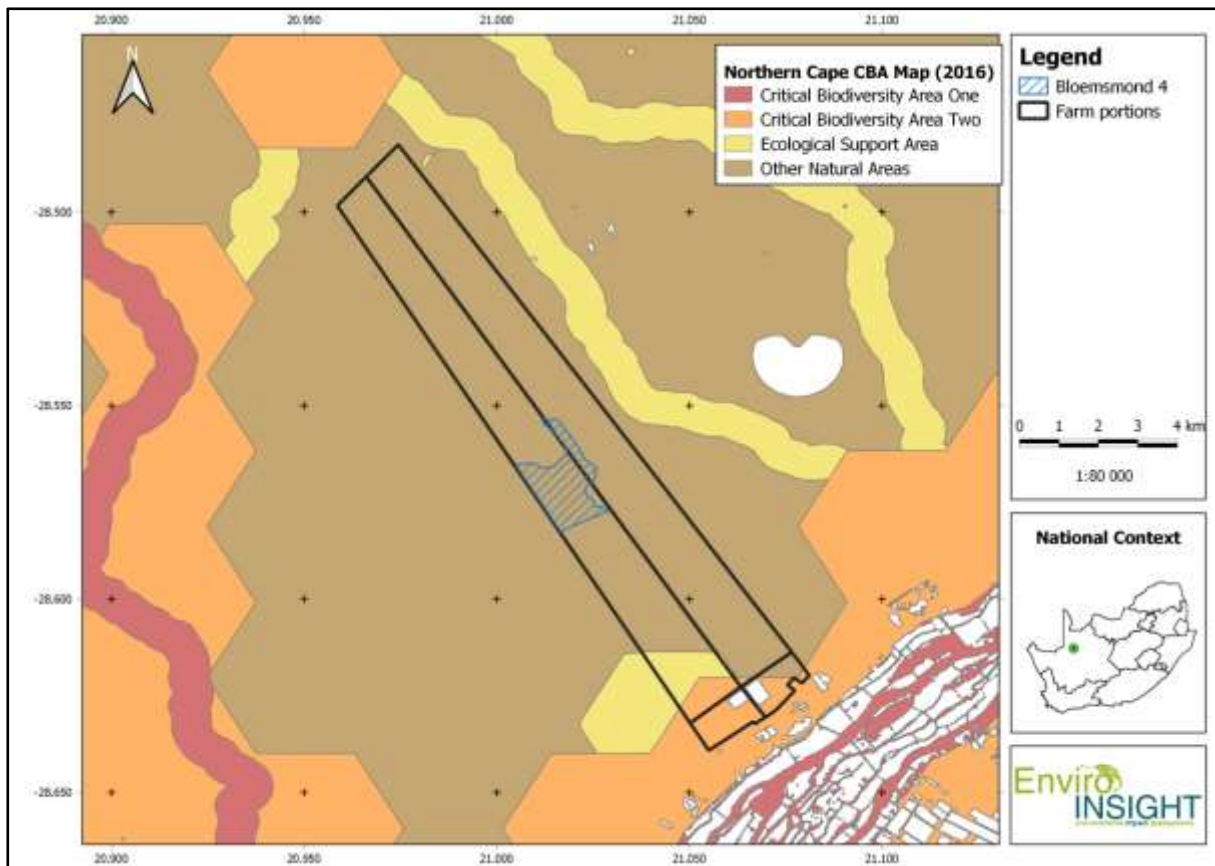 20.900 20.950 21.000 21.050 21.100
N
Northern Cape CBA Map (2016)
Critical Biodiversity Area One
Critical Biodiversity Area Two
Ecological Support Area
Other Natural Areas
Legend
Bloemsmond 4
Farm portions
-28.900
-28.550
-28.600
-28.650
0 1 2 3 4 km
1:80 000
National Context
Enviro
INSIGHT
20.900 20.950 21.000 21.050 21.100